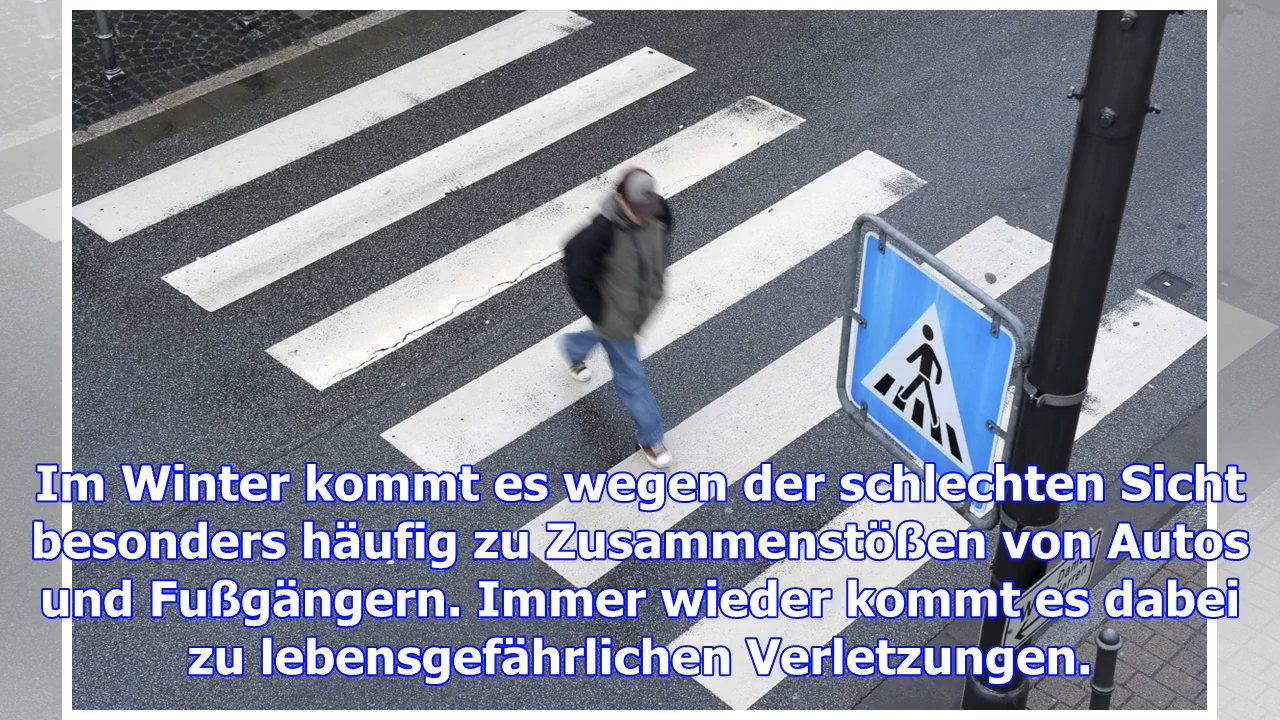 Im Winter kommt es wegen der schlechten Sicht
besonders häufig zu Zusammenstößen von Autos
und Fußgängern. Immer wieder kommt es dabei
zu lebensgefährlichen Verletzungen.